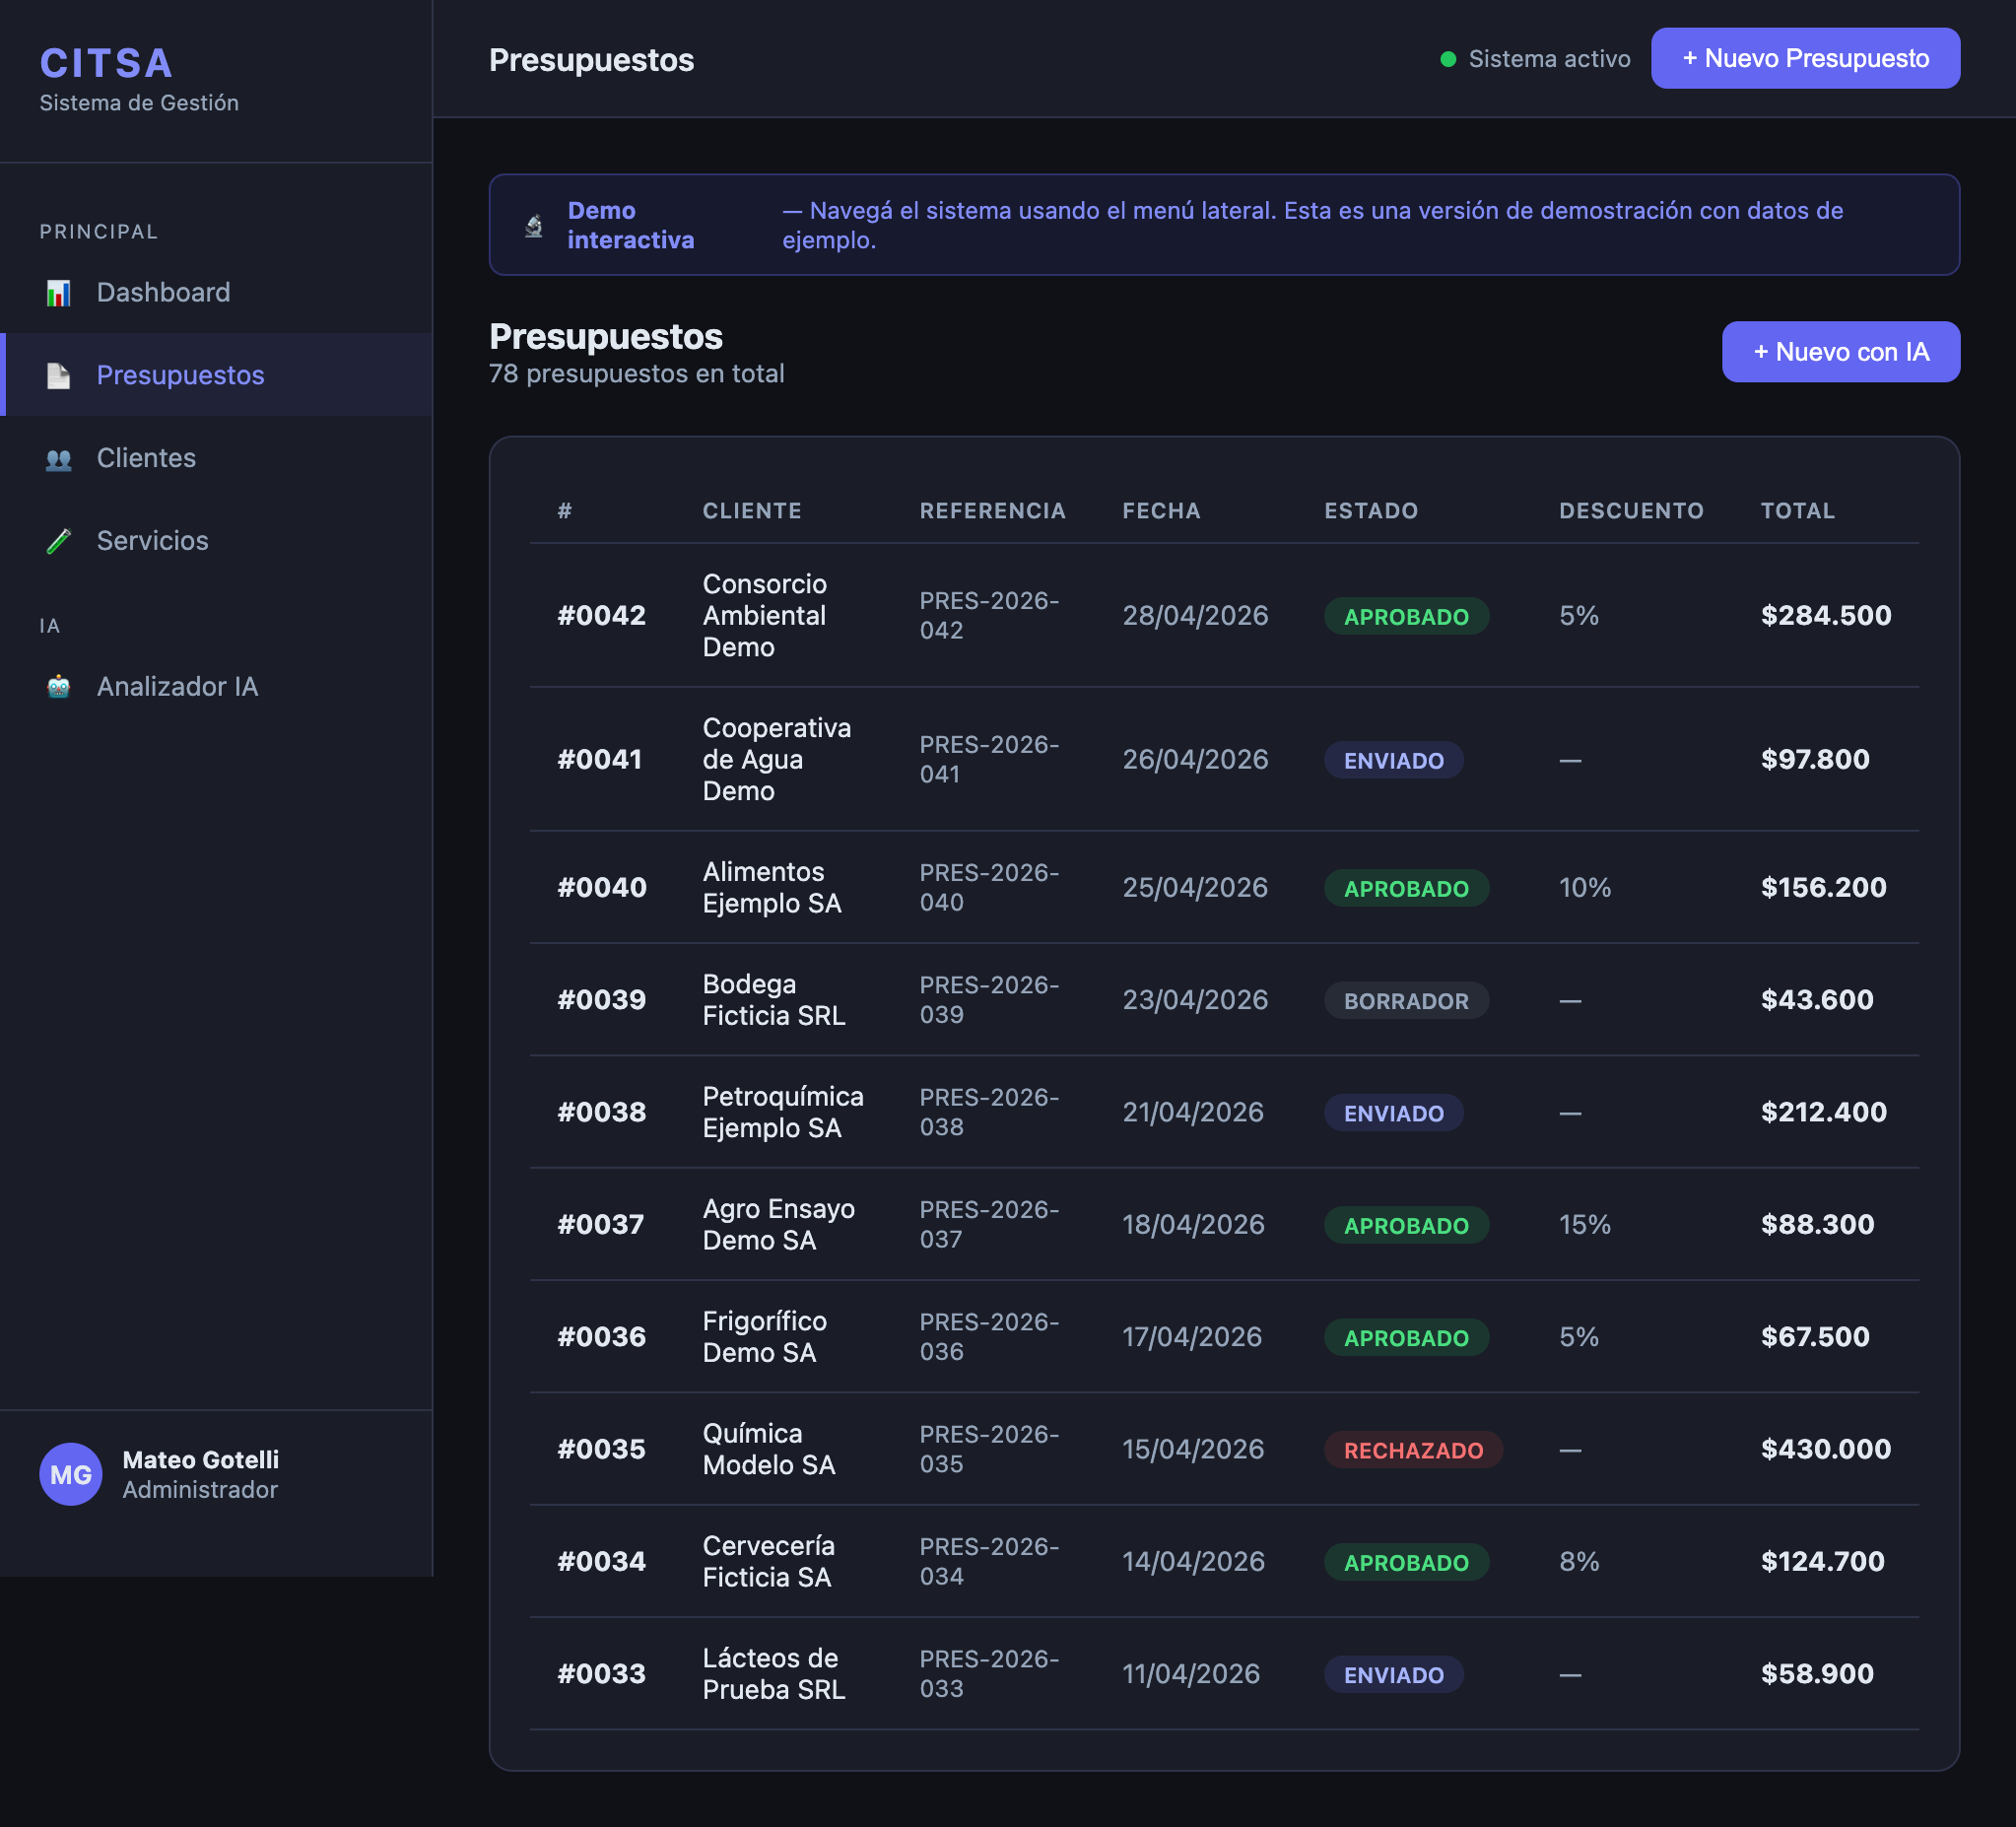 CITSA
Sistema de Gestión
PRINCIPAL
Dashboard
Presupuestos
Clientes
Servicios
IA
Analizador IA
MG
Mateo Gotelli
Administrador
Presupuestos
Sistema activo
+ Nuevo Presupuesto
Demo
interactiva
— Navegá el sistema usando el menú lateral. Esta es una versión de demostración con datos de
ejemplo.
Presupuestos
78 presupuestos en total
+ Nuevo con IA
# CLIENTE REFERENCIA FECHA ESTADO DESCUENTO TOTAL
#0042
Consorcio
Ambiental
Demo
PRES-2026-
042
28/04/2026
APROBADO
5%
$284.500
#0041
Cooperativa
de Agua
Demo
PRES-2026-
041
26/04/2026
ENVIADO
—
$97.800
#0040
Alimentos
Ejemplo SA
PRES-2026-
040
25/04/2026
APROBADO
10%
$156.200
#0039
Bodega
Ficticia SRL
PRES-2026-
039
23/04/2026
BORRADOR
—
$43.600
#0038
Petroquímica
Ejemplo SA
PRES-2026-
038
21/04/2026
ENVIADO
—
$212.400
#0037
Agro Ensayo
Demo SA
PRES-2026-
037
18/04/2026
APROBADO
15%
$88.300
#0036
Frigorífico
Demo SA
PRES-2026-
036
17/04/2026
APROBADO
5%
$67.500
#0035
Química
Modelo SA
PRES-2026-
035
15/04/2026
RECHAZADO
—
$430.000
#0034
Cervecería
Ficticia SA
PRES-2026-
034
14/04/2026
APROBADO
8%
$124.700
#0033
Lácteos de
Prueba SRL
PRES-2026-
033
11/04/2026
ENVIADO
—
$58.900